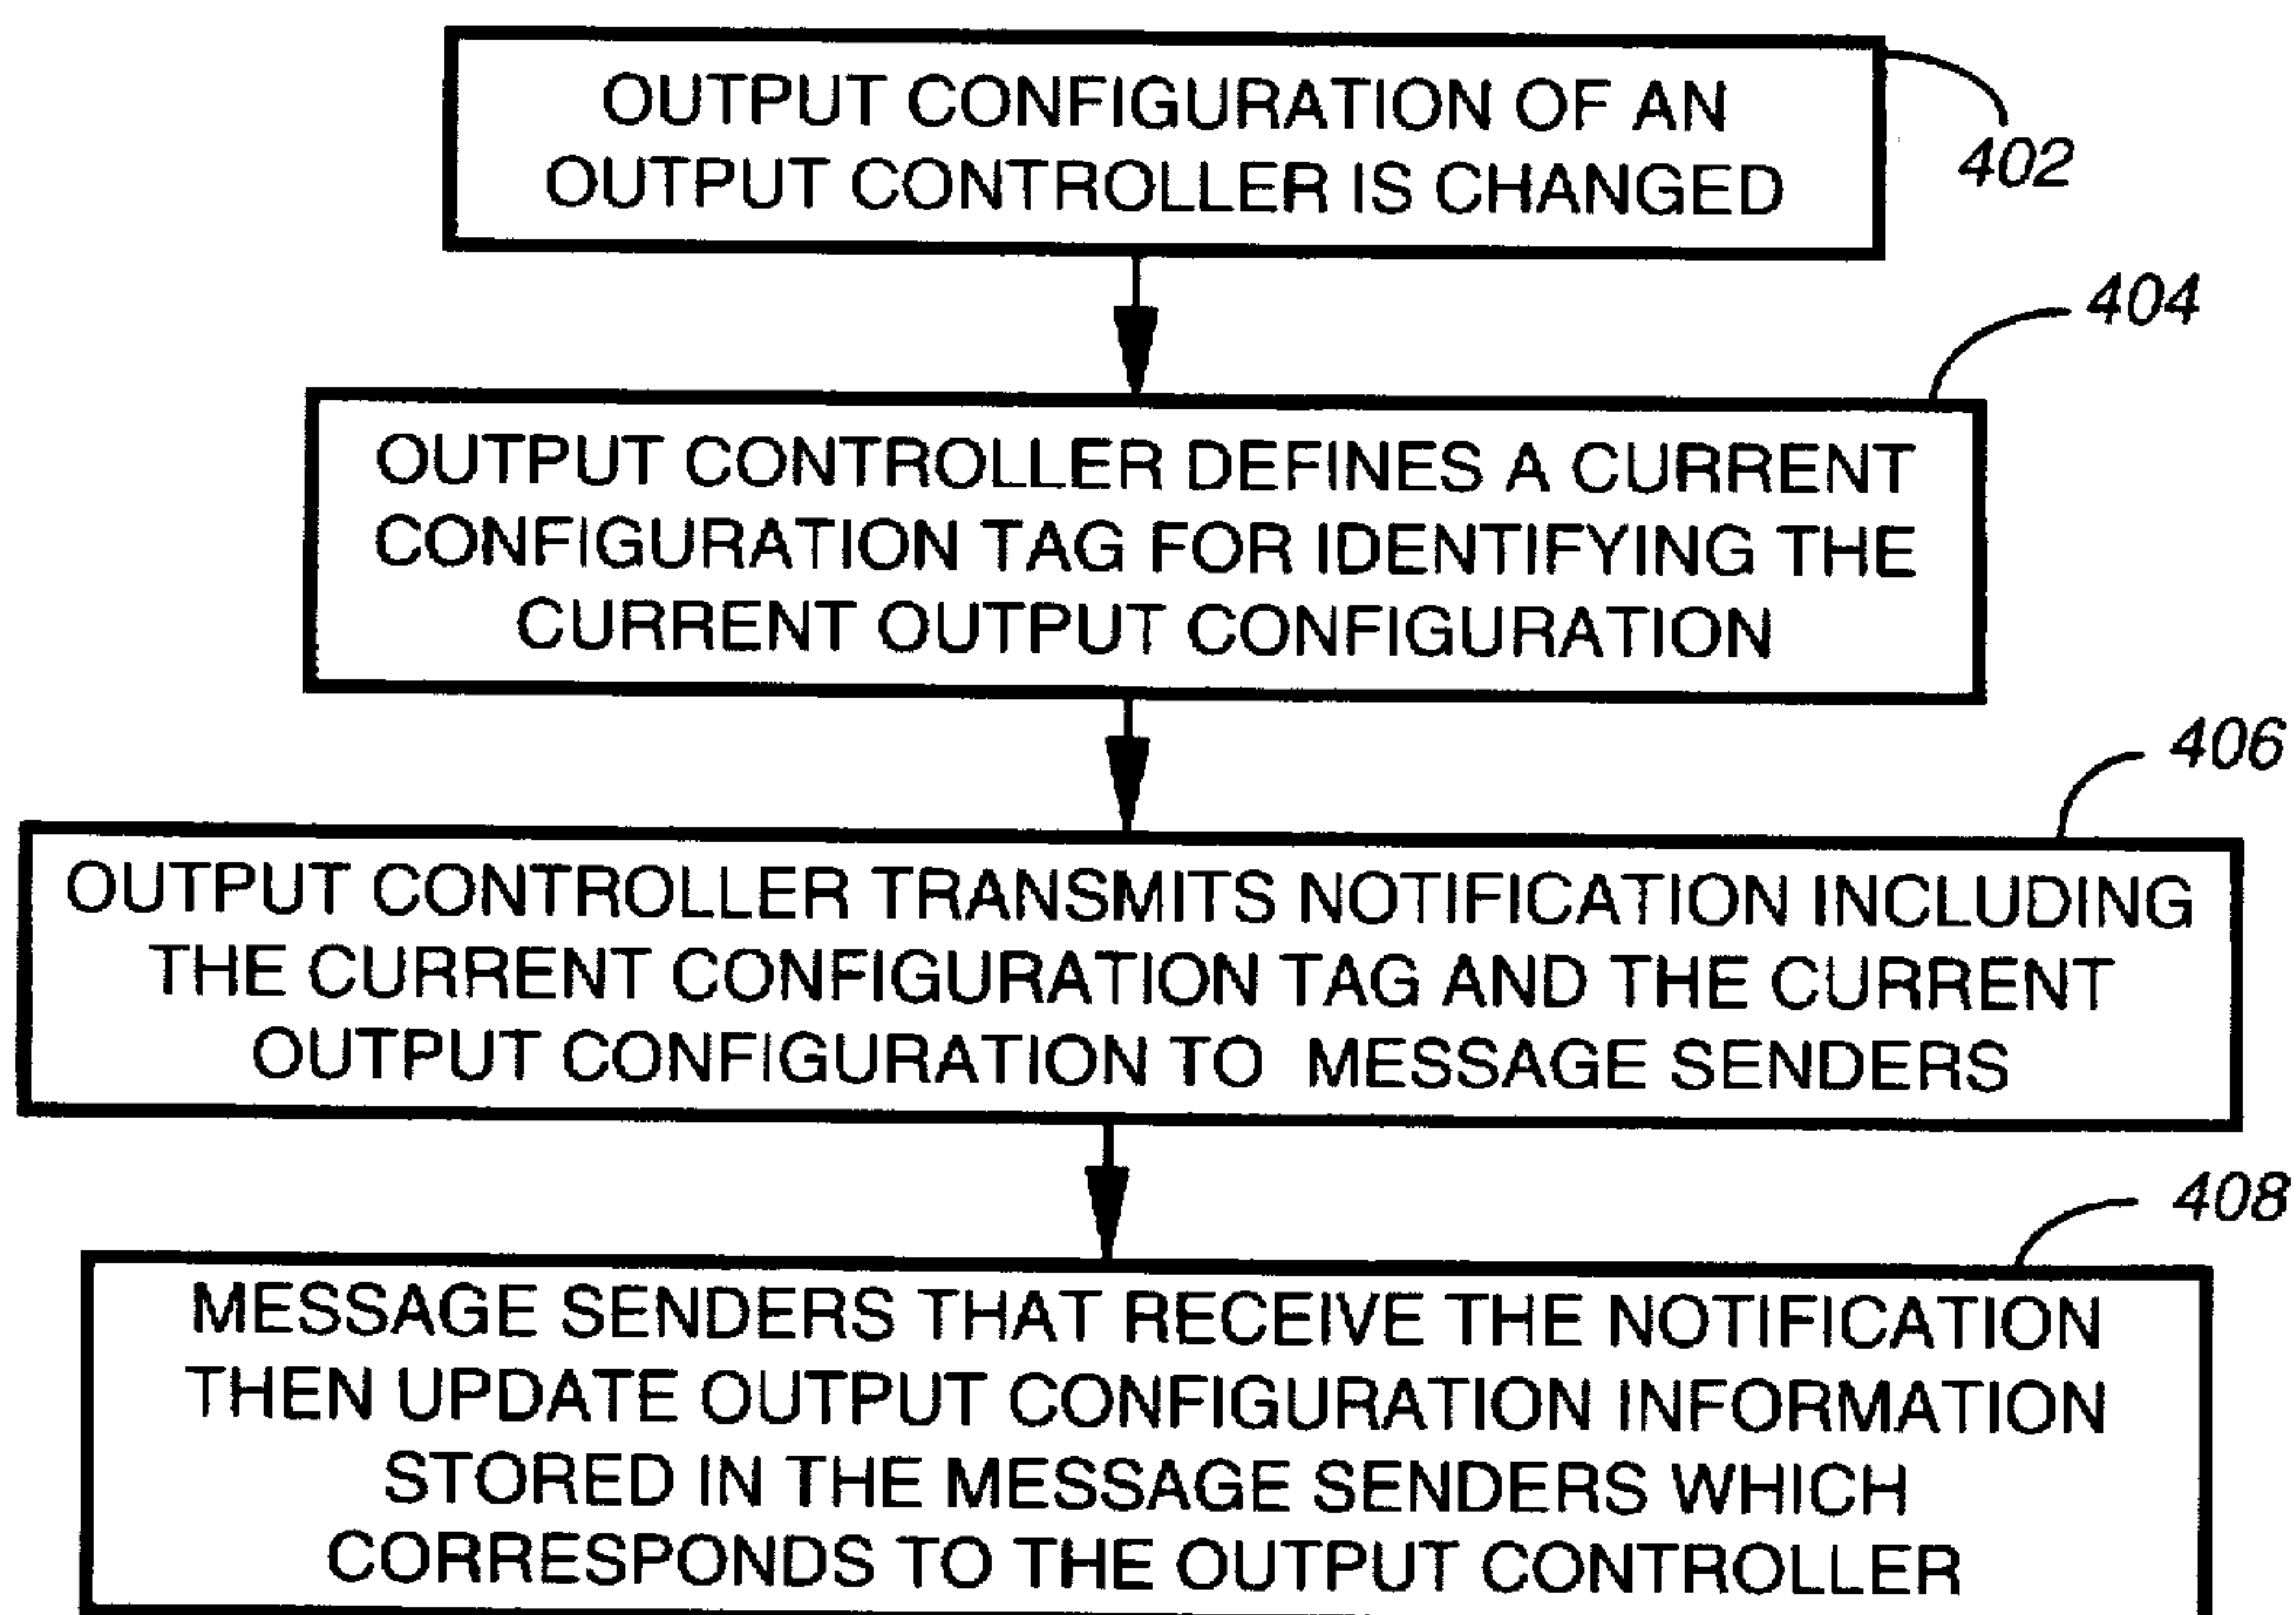 OUTPUT CONFIGURATION OF AN
OUTPUT CONTROLLER IS CHANGED
402
404
OUTPUT CONTROLLER DEFINES A CURRENT
CONFIGURATION TAG FOR IDENTIFYING THE
CURRENT OUTPUT CONFIGURATION
406
OUTPUT CONTROLLER TRANSMITS NOTIFICATION INCLUDING
THE CURRENT CONFIGURATION TAG AND THE CURRENT
OUTPUT CONFIGURATION TO MESSAGE SENDERS
408
MESSAGE SENDERS THAT RECEIVE THE NOTIFICATION
THEN UPDATE OUTPUT CONFIGURATION INFORMATION
STORED IN THE MESSAGE SENDERS WHICH
CORRESPONDS TO THE OUTPUT CONTROLLER